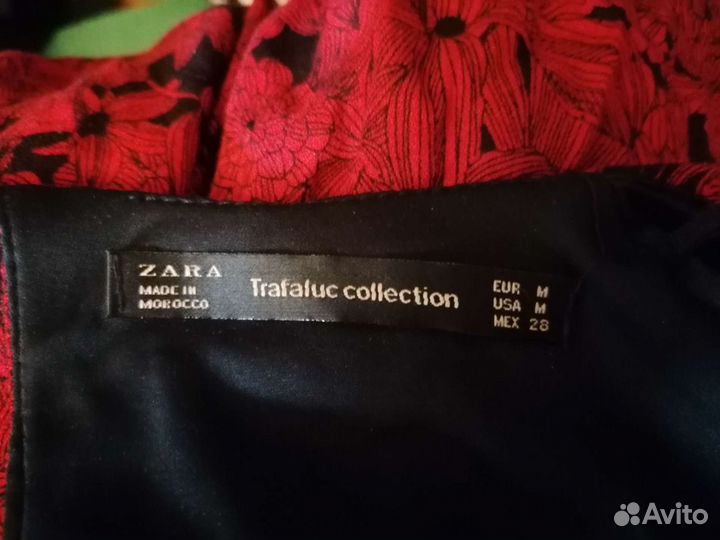 ZARA
MADE IN
MOROCCO
Trafaluc collection
EUR M
USA M
MEX 28
Avito